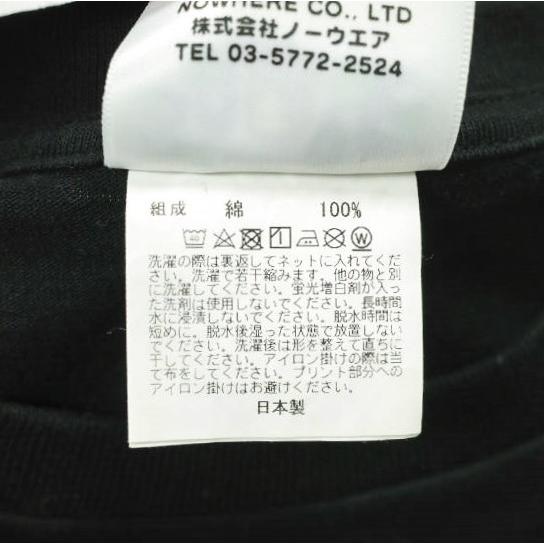 NOWHERE CO., LTD
株式会社ノーウエア
TEL 03-5772-2524
組成 綿 100%
40 W
洗濯の際は裏返してネットに入れてくだ
さい。洗濯で若干縮みます。他の物と別
に洗濯してください。蛍光増白剤が入っ
た洗剤は使用しないでください。長時間
水に浸漬しないでください。脱水時間は
短めに。脱水後湿った状態で放置しない
でください。洗濯後は形を整えて直ちに
干してください。アイロン掛けの際は当
て布をしてください。プリント部分への
アイロン掛けはお避けください。
日本製